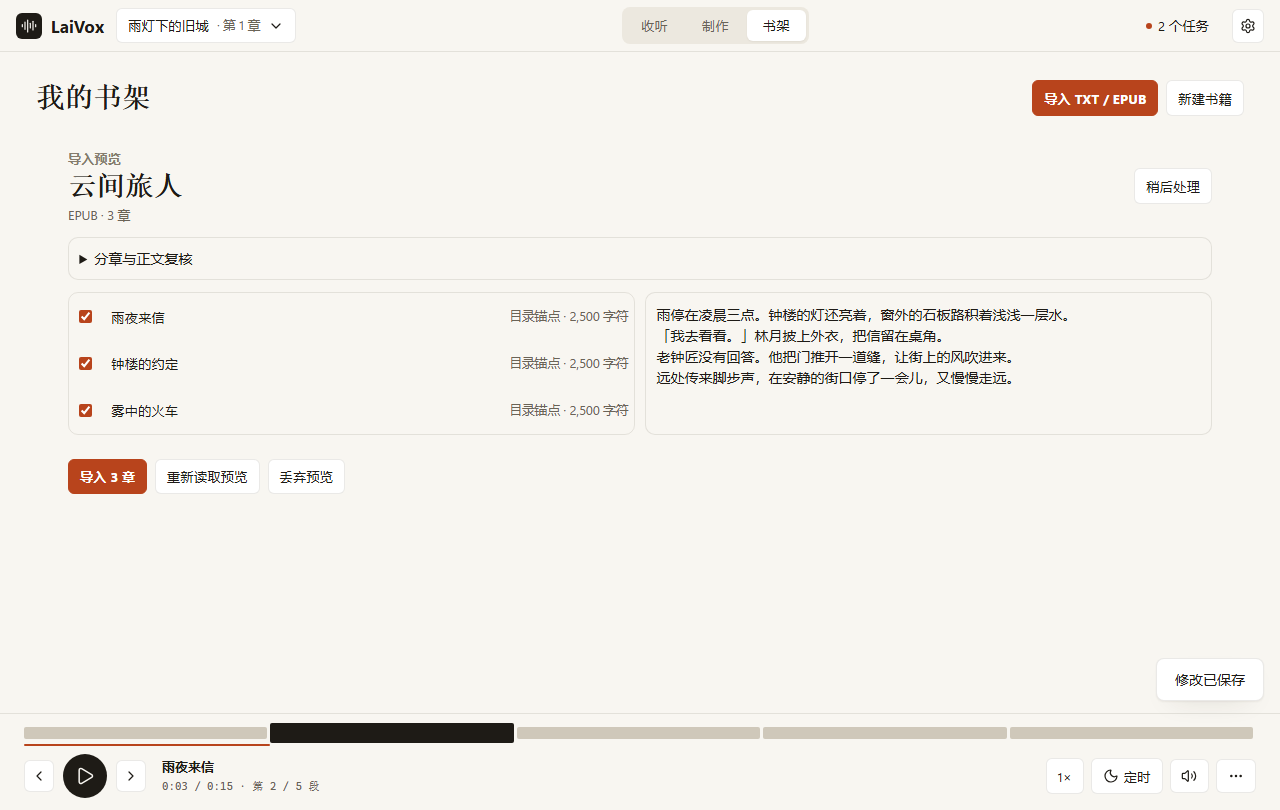 LaiVox
雨灯下的旧城 · 第 1 章
收听 制作 书架
2 个任务
我的书架
导入 TXT / EPUB
新建书籍
导入预览
云间旅人
EPUB · 3 章
稍后处理
分章与正文复核
雨夜来信 目录锚点 · 2,500 字符
钟楼的约定 目录锚点 · 2,500 字符
雾中的火车 目录锚点 · 2,500 字符
雨停在凌晨三点。钟楼的灯还亮着，窗外的石板路积着浅浅一层水。
「我去看看。」林月披上外衣，把信留在桌角。
老钟匠没有回答。他把门推开一道缝，让街上的风吹进来。
远处传来脚步声，在安静的街口停了一会儿，又慢慢走远。
导入 3 章 重新读取预览 丢弃预览
修改已保存
雨夜来信
0:03 / 0:15 · 第 2 / 5 段
1× 定时